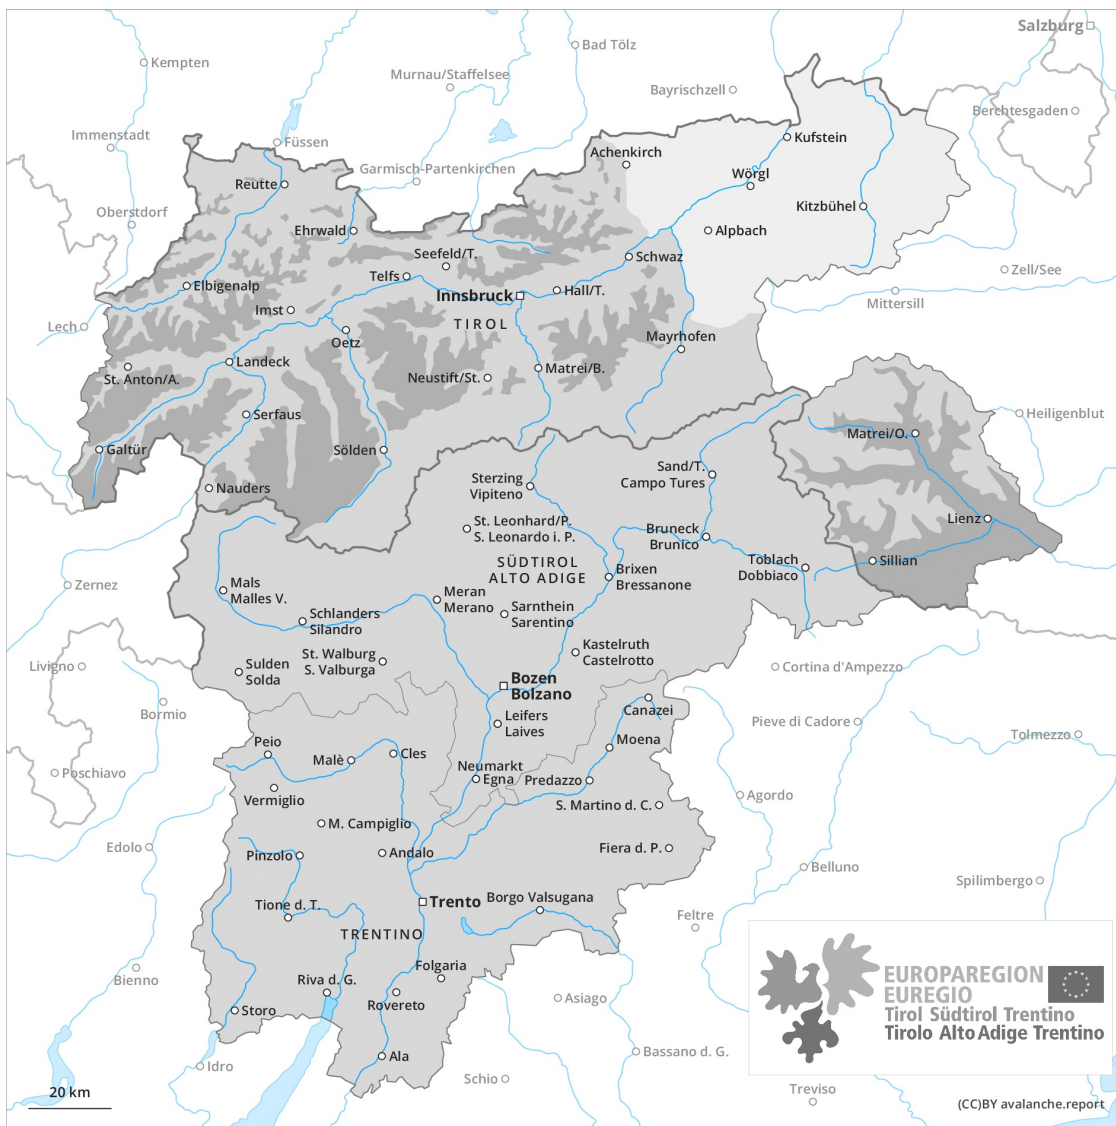 Salzburg
Bad Tölz
Kempten
Murnau/Staffelsee
Bayrischzell
Berchtesgaden
Immenstadt
Füssen
Kufstein
Achenkirch
Garmisch-Partenkirchen
Wörgl
Reutte
Kitzbühel
Oberstdorf
Ehrwald
Alpbach
Seefeld/T.
Schwaz
Zell/See
Telfs
Elbigenalp
Innsbruck
Hall/T.
Mittersill
Imst
TIROL
Lech
Oetz
Mayrhofen
Landeck
Matrei/B.
St. Anton/A.
Neustift/St.
Serfaus
Heiligenblut
Matrei/O.
Galtür
Sölden
Sand/T.
Campo Tures
Sterzing
Vipiteno
Nauders
Lienz
St. Leonhard/P.
S. Leonardo i. P.
Bruneck
Brunico
SÜDTIROL
ALTO ADIGE
Toblach
Dobbiaco
Sillian
Brixen
Bressanone
Zernez
Mals
Malles V.
Meran
Merano
Sarnthein
Sarentino
Schlanders
Silandro
Kastelruth
Castelrotto
St. Walburg
S. Valburga
Livigno
Sulden
Solda
Cortina d'Ampezzo
Bozen
Bolzano
Bormio
Canazei
Leifers
Laives
Pieve di Cadore
Tolmezzo
Peio
Moena
Malè
Cles
Neumarkt
Egna
Poschiavo
Predazzo
Vermiglio
Agordo
S. Martino d. C.
M. Campiglio
Edolo
Pinzolo
Andalo
Fiera d. P.
Belluno
Spilimbergo
Tione d. T.
Trento
Borgo Valsugana
Feltre
TRENTINO
Folgaria
Bienno
Riva d. G.
Rovereto
Asiago
Storo
EUROPAREGION
EUREGIO
Tirol Südtirol Trentino
Tirolo Alto Adige Trentino
Ala
Bassano d. G.
Idro
Schio
Treviso
20 km
(CC)BY avalanche.report